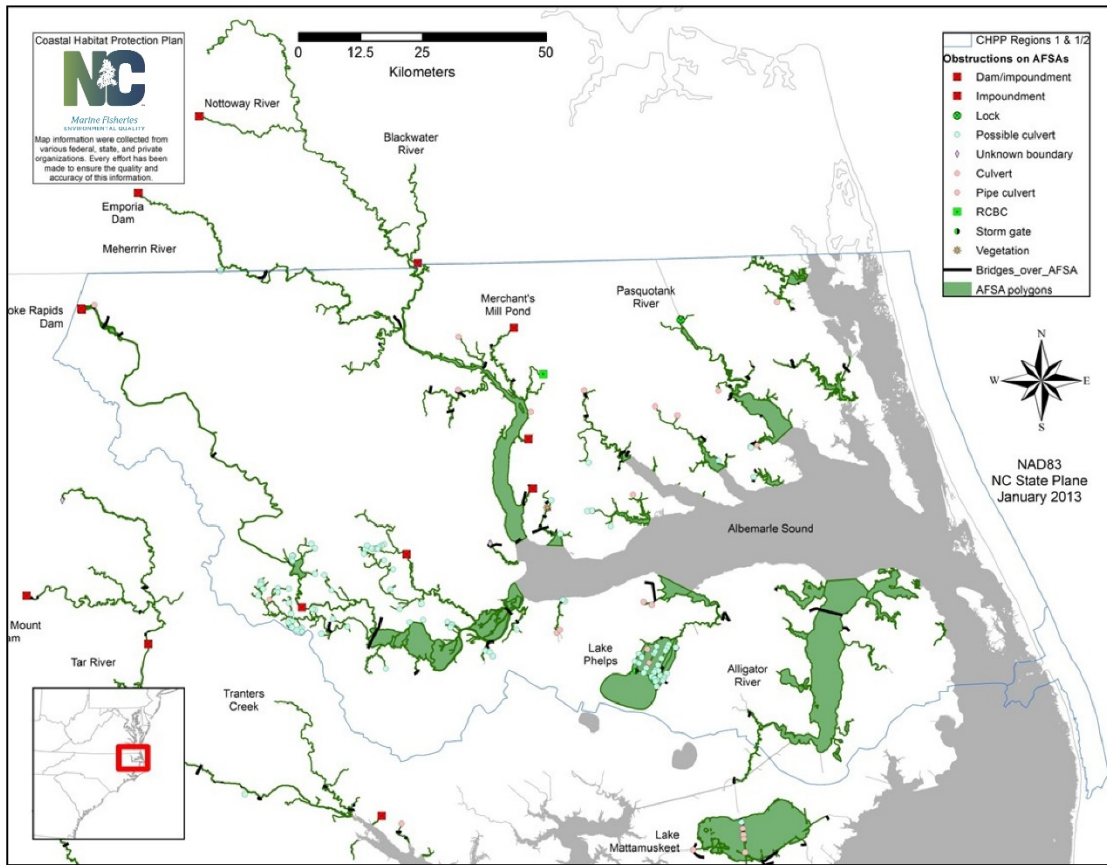 Coastal Habitat Protection Plan
NC
Marine Fisheries
ENVIRONMENTAL QUALITY
Map information were collected from
various federal, state, and private
organizations. Every effort has been
made to ensure the quality and
accuracy of this information.
0 12.5 25 50
Kilometers
CHPP Regions 1 & 1/2
Obstructions on AFSAs
Dam/impoundment
Impoundment
Lock
Possible culvert
Unknown boundary
Culvert
Pipe culvert
RCBC
Storm gate
Vegetation
Bridges_over_AFSA
AFSA polygons
Nottoway River
Blackwater
River
Emporia
Dam
Meherrin River
oke Rapids
Dam
Merchant's
Mill Pond
Pasquotank
River
N
W E
S
NAD83
NC State Plane
January 2013
Albemarle Sound
Mount
am
Tar River
Tranters
Creek
Lake
Phelps
Alligator
River
Lake
Mattamuskeet